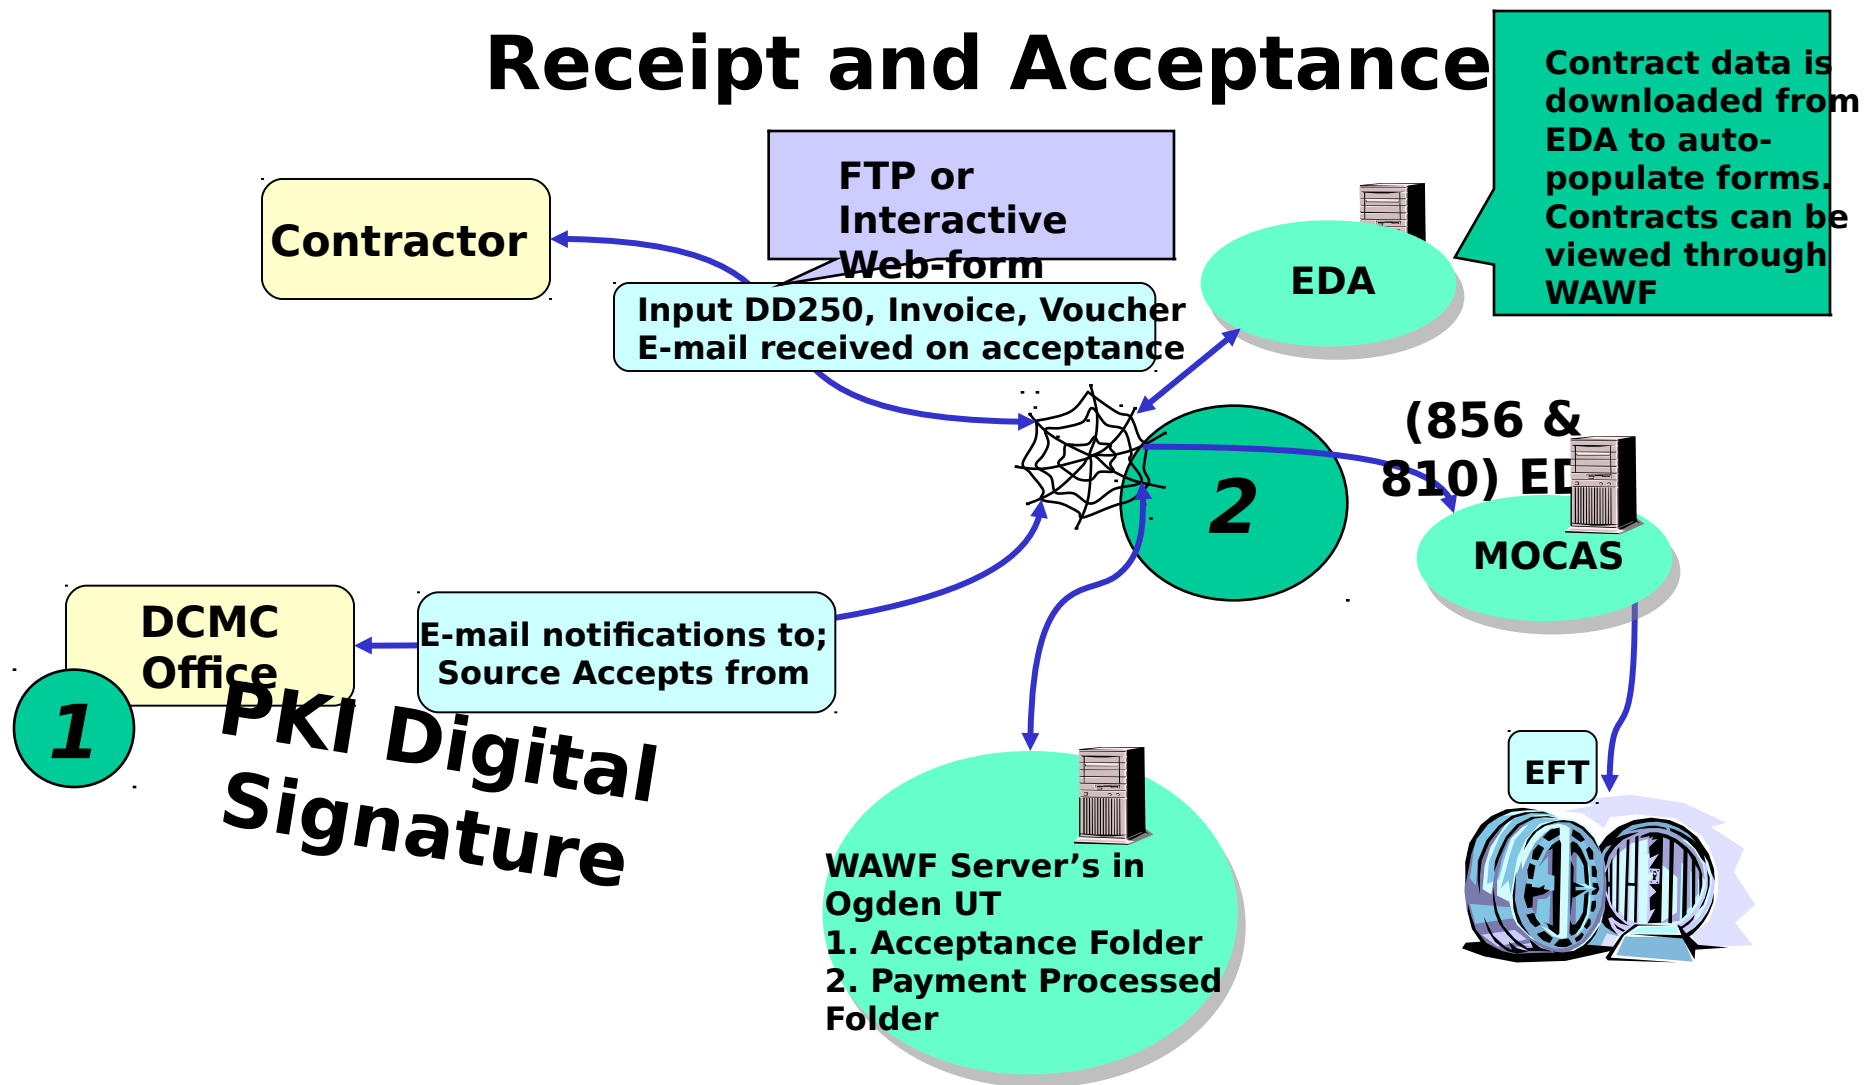 Receipt and Acceptance
Contract data is
downloaded from
EDA to auto-
populate forms.
Contracts can be
viewed through
WAWF
FTP or
Interactive
Web-form
Contractor
EDA
Input DD250, Invoice, Voucher
E-mail received on acceptance
(856 &
810)
2
MOCAS
DCMC
Office
E-mail notifications to;
Source Accepts from
1
PKI Digital
Signature
EFT
WAWF Server’s in
Ogden UT
1. Acceptance Folder
2. Payment Processed
Folder